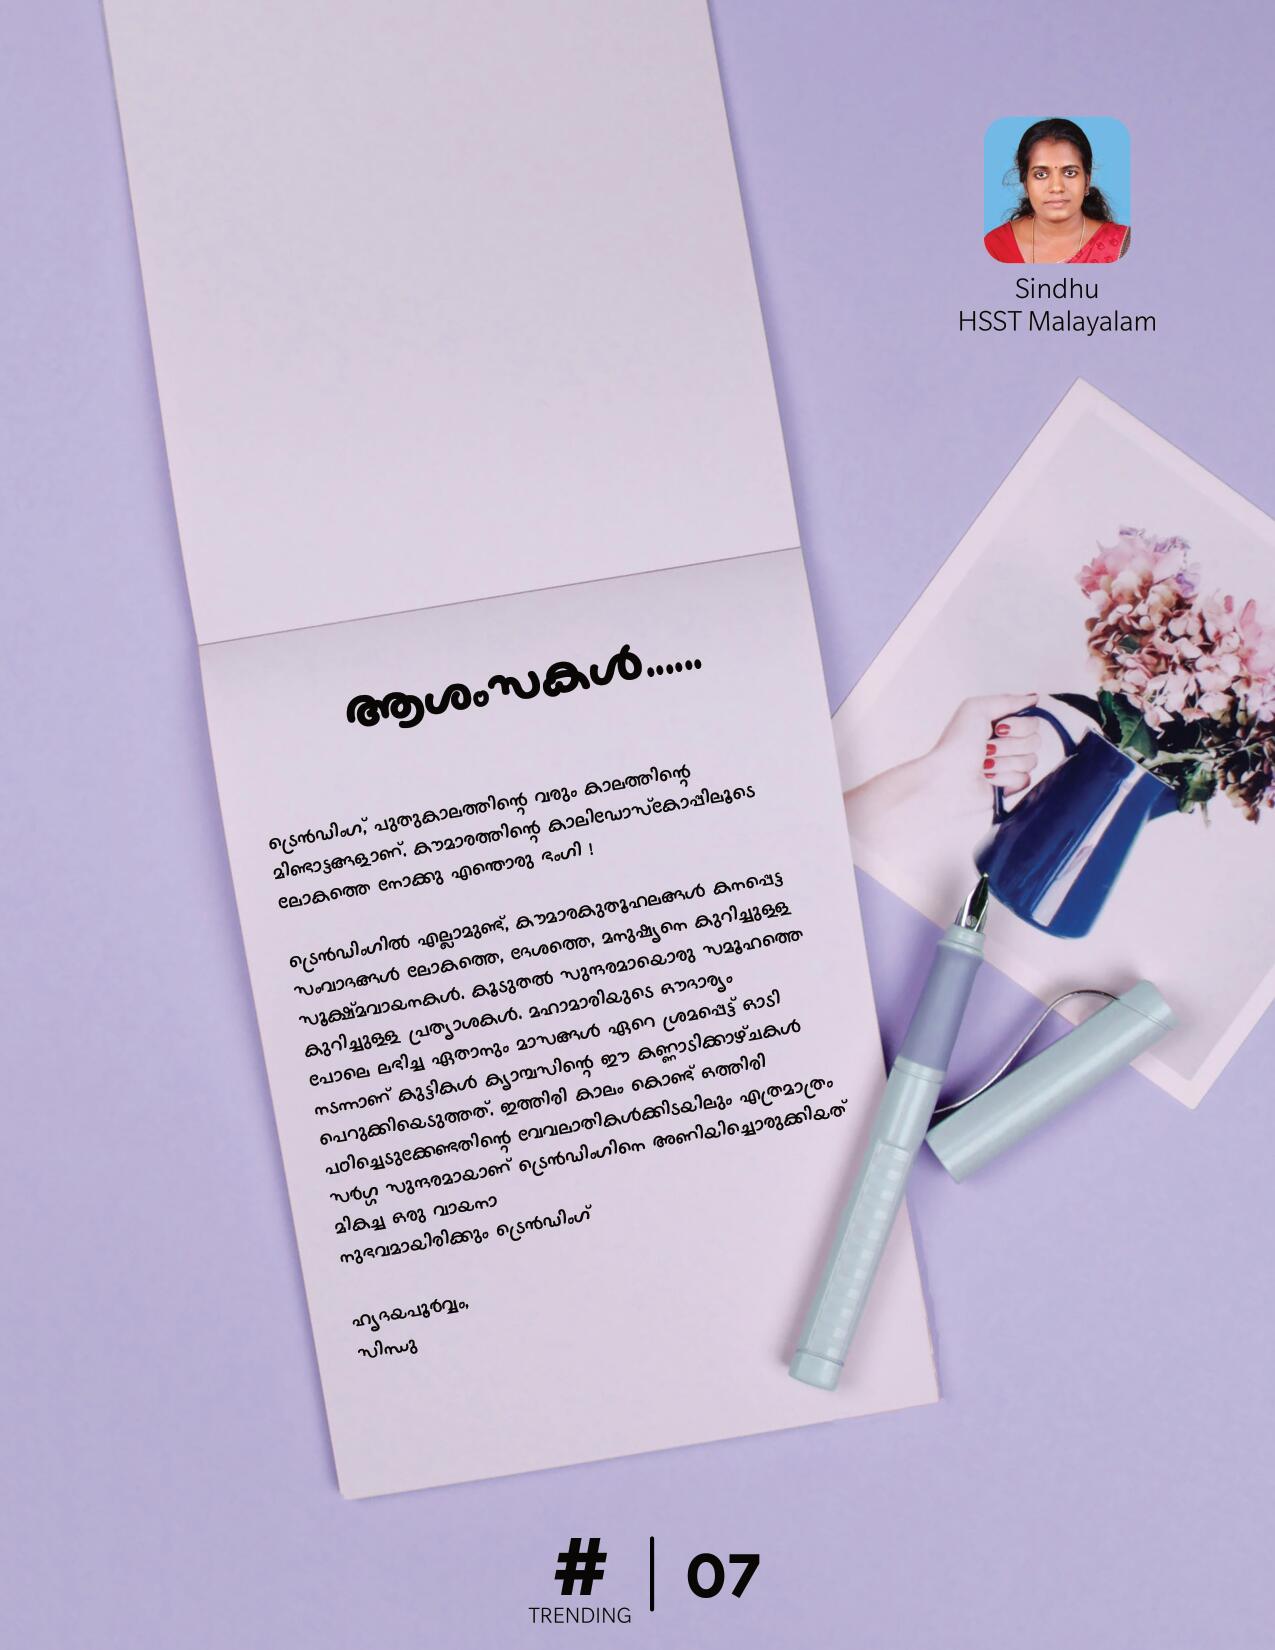 Sindhu
HSST Malayalam
ആശംസകൾ......
ട്രെൻഡിംഗ്, പുതുകാലത്തിന്റെ വരും കാലത്തിന്റെ
മിണ്ടാട്ടങ്ങളാണ്. കൗമാരത്തിന്റെ കാലിഡോസ്കോപ്പിലൂടെ
ലോകത്തെ നോക്കു എന്തൊരു ഭംഗി !
ട്രെൻഡിംഗിൽ എല്ലാമുണ്ട്, കൗമാരകുതൂഹലങ്ങൾ കനപ്പെട്ട
സംവാദങ്ങൾ ലോകത്തെ, ദേശത്തെ, മനുഷ്യനെ കുറിച്ചുള്ള
സൂക്ഷ്മവായനകൾ. കൂടുതൽ സുന്ദരമായൊരു സമൂഹത്തെ
കുറിച്ചുള്ള പ്രത്യാശകൾ. മഹാമാരിയുടെ ഔദാര്യം
പോലെ ലഭിച്ച ഏതാനും മാസങ്ങൾ ഏറെ ശ്രമപ്പെട്ട് ഓടി
നടന്നാണ് കുട്ടികൾ ക്യാമ്പസിന്റെ ഈ കണ്ണാടിക്കാഴ്ചകൾ
പെറുക്കിയെടുത്തത്. ഇത്തിരി കാലം കൊണ്ട് ഒത്തിരി
പഠിച്ചെടുക്കേണ്ടതിന്റെ വേവലാതികൾക്കിടയിലും എത്രമാത്രം
സർഗ്ഗ സുന്ദരമായാണ് ട്രെൻഡിംഗിനെ അണിയിച്ചൊരുക്കിയത്
മികച്ച ഒരു വായനാ
നുഭവമായിരിക്കും ട്രെൻഡിംഗ്
ഹൃദയപൂർവ്വം,
സിന്ധു
#
TRENDING
07